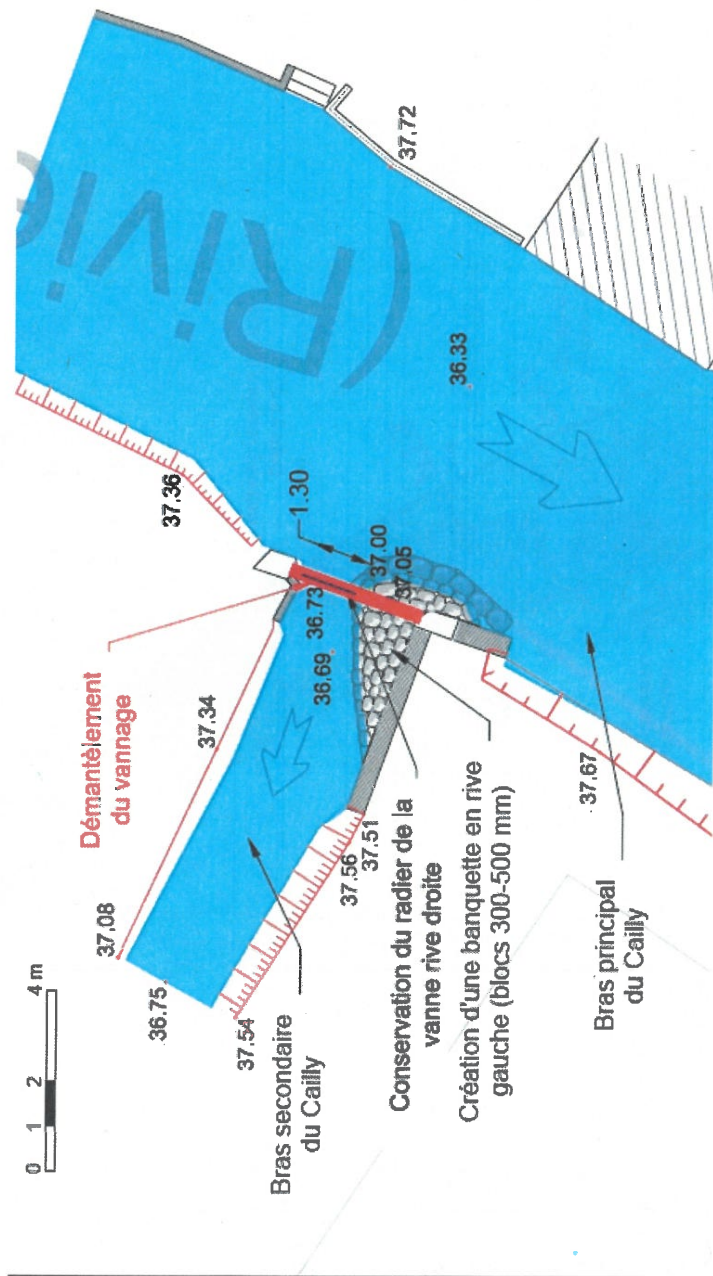 0 1 2 4 m
37.08
36.75
37.54
Démantèlement
du vannage
37.34
36.69
36.73
37.36
1.30
37.00
37.05
37.72
(Riviè
36.33
37.56
37.51
37.67
Bras secondaire
du Cailly
Conservation du radier de la
vanne rive droite
Création d'une banquette en rive
gauche (blocs 300-500 mm)
Bras principal
du Cailly